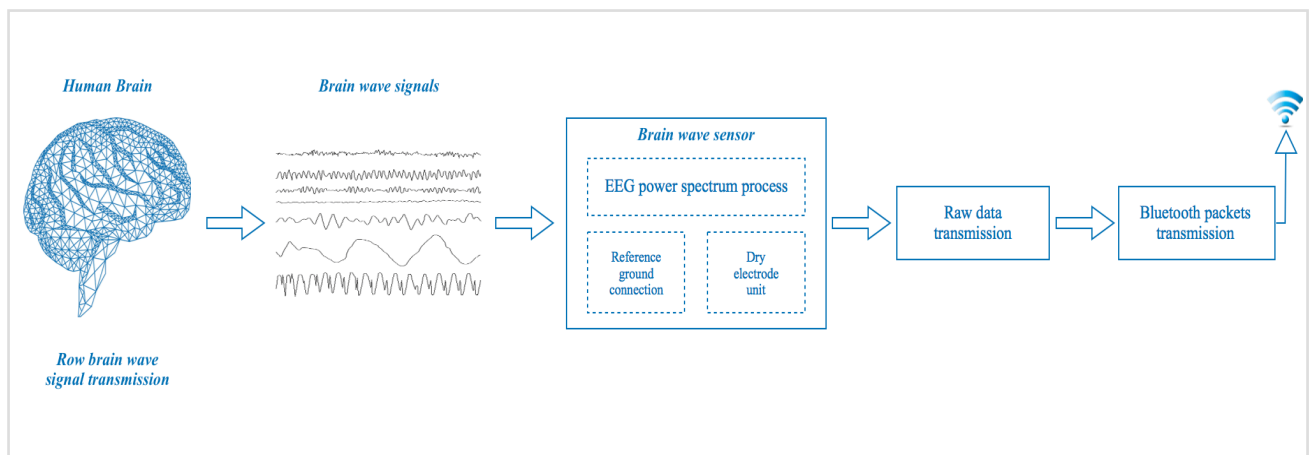 Human Brain
Row brain wave
signal transmission
Brain wave signals
Brain wave sensor
EEG power spectrum process
Reference
ground
connection
Dry
electrode
unit
Raw data
transmission
Bluetooth packets
transmission